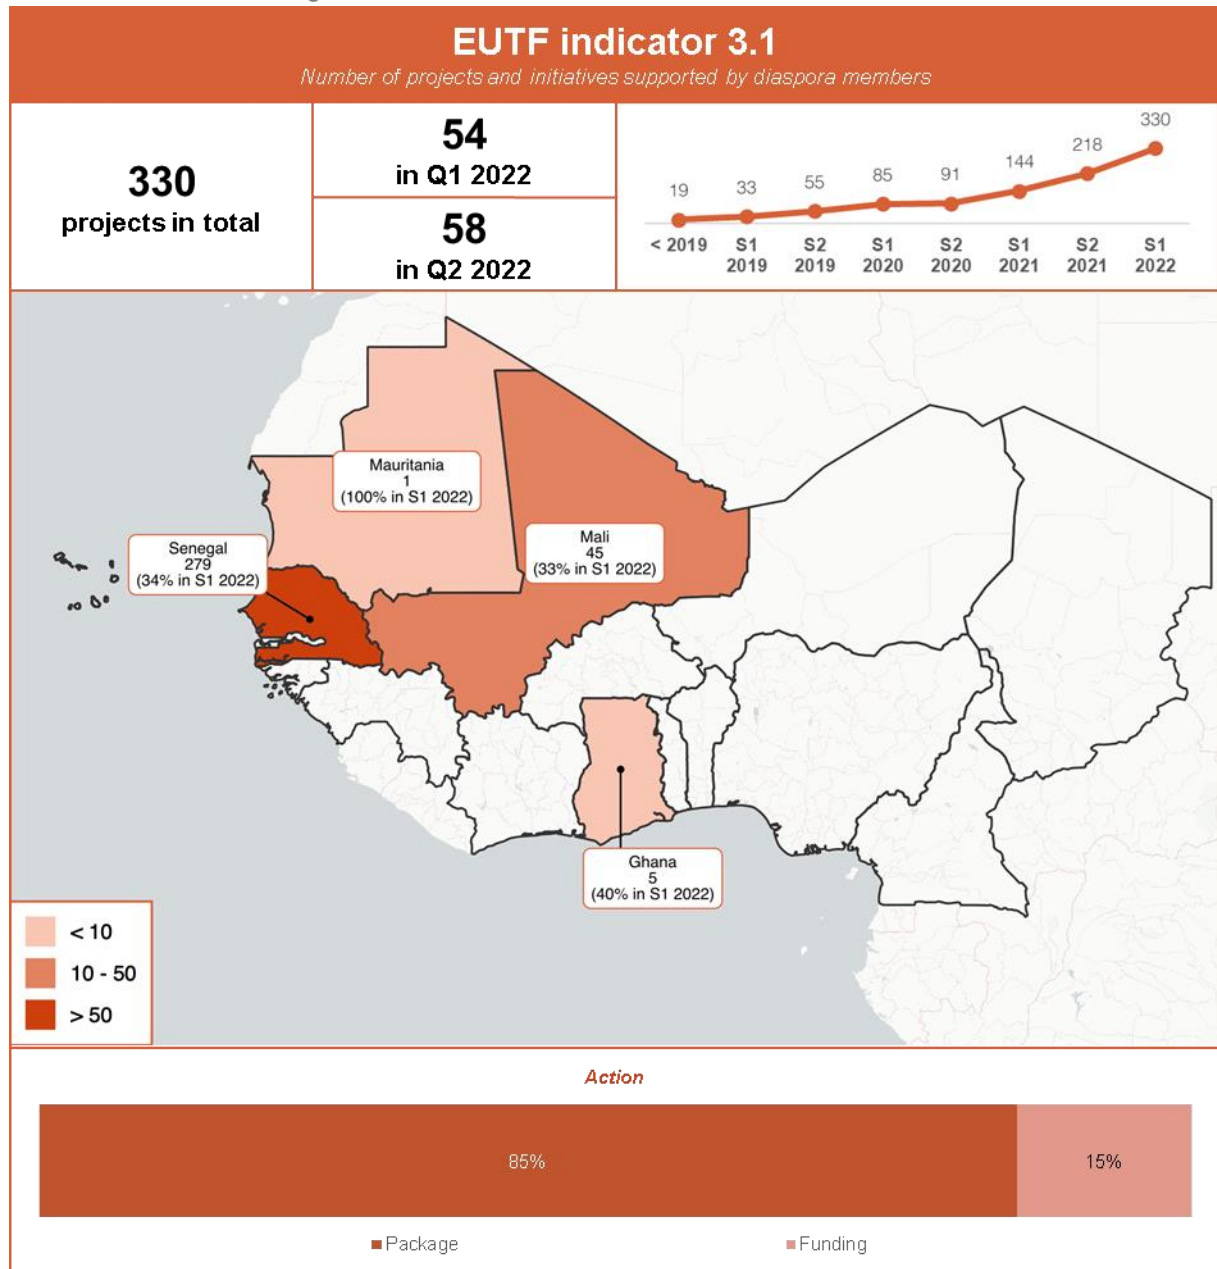 EUTF indicator 3.1
Number of projects and initiatives supported by diaspora members
330
projects in total
54
in Q1 2022
58
in Q2 2022
19
33
55
85
91
144
218
330
< 2019
S1
2019
S2
2019
S1
2020
S2
2020
S1
2021
S2
2021
S1
2022
Mauritania
1
(100% in S1 2022)
Senegal
279
(34% in S1 2022)
Mali
45
(33% in S1 2022)
Ghana
5
(40% in S1 2022)
< 10
10 - 50
> 50
Action
85%
15%
Package
Funding